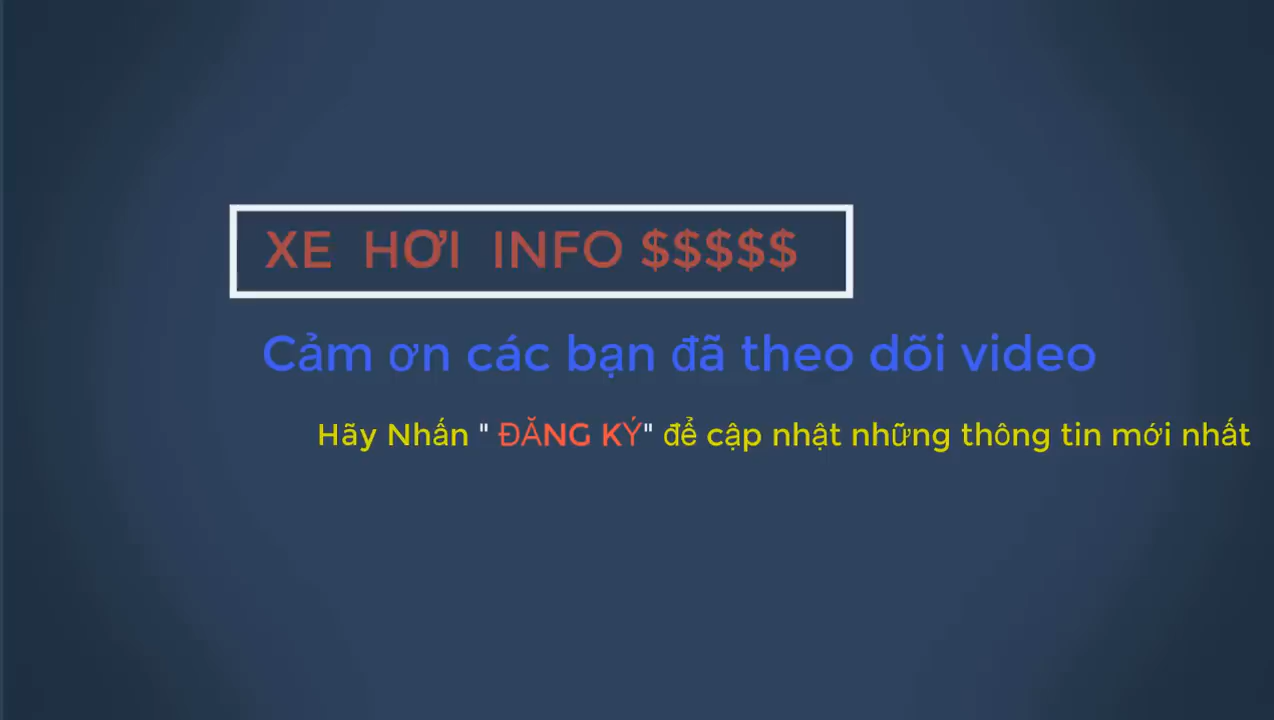 XE HƠI INFO $$$$$
Cảm ơn các bạn đã theo dõi video
Hãy Nhấn " ĐĂNG KÝ" để cập nhật những thông tin mới nhất